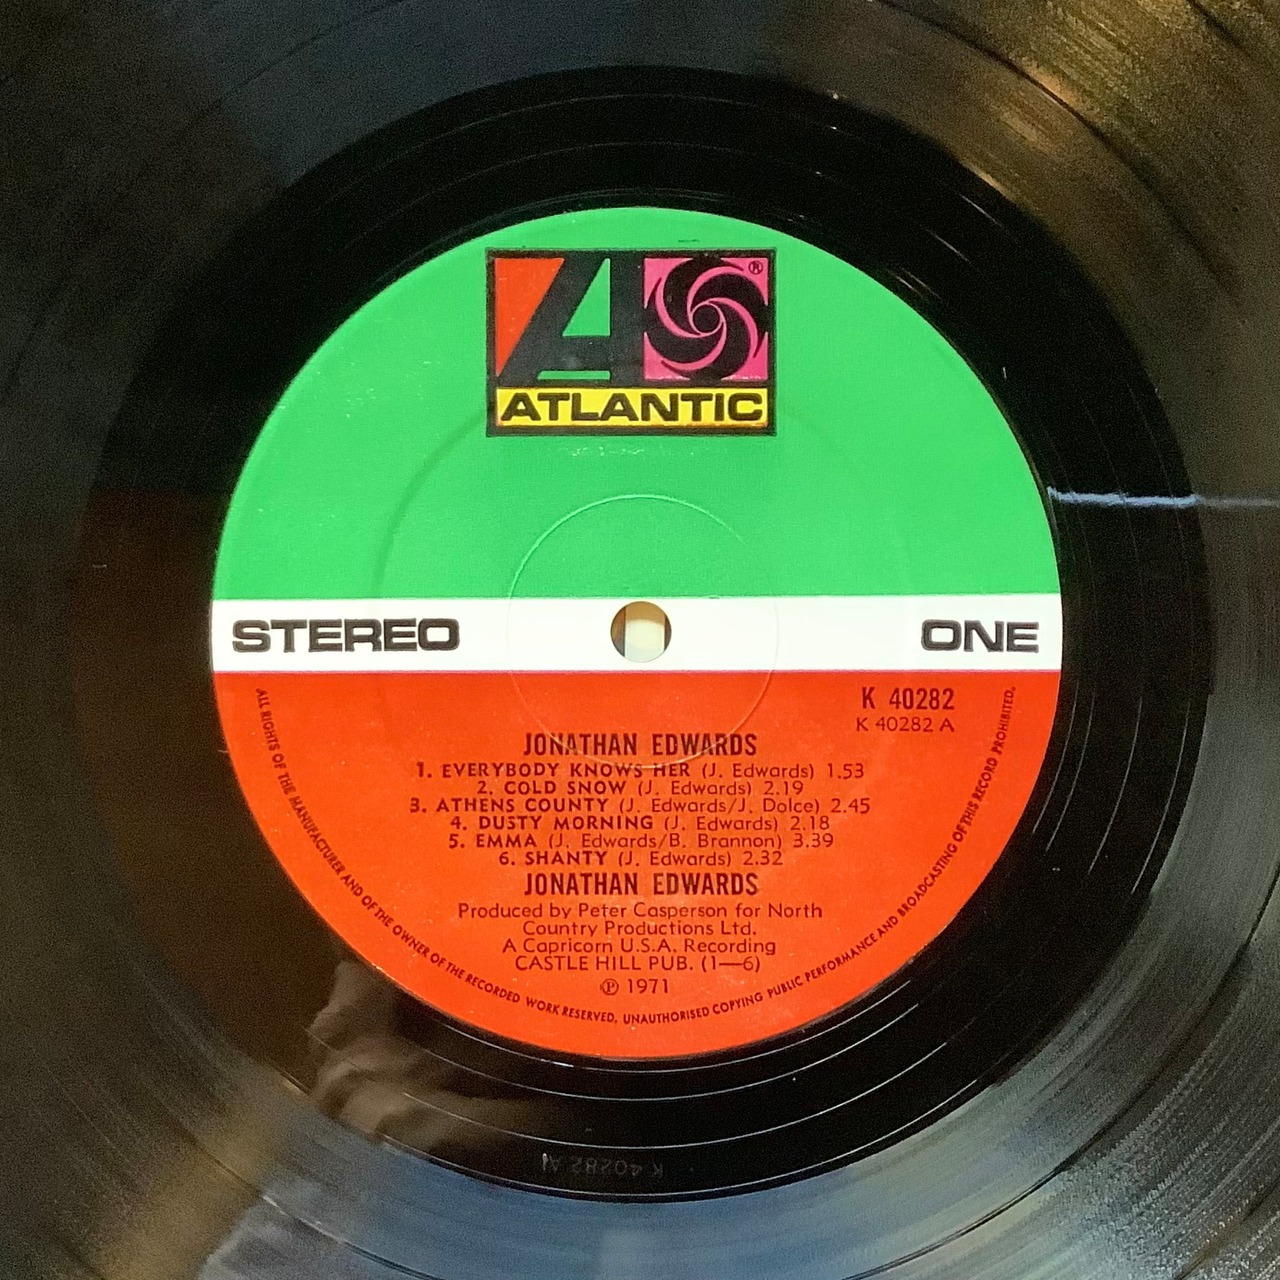 ®
ATLANTIC
STEREO
ONE
K 40282
K 40282 A
JONATHAN EDWARDS
1. EVERYBODY KNOWS HER (J. Edwards) 1.53
2. COLD SNOW (J. Edwards) 2.19
3. ATHENS COUNTY (J. Edwards/J. Dolce) 2.45
4. DUSTY MORNING (J. Edwards) 2.18
5. EMMA (J. Edwards/B. Brannon) 3.39
6. SHANTY (J. Edwards) 2.32
JONATHAN EDWARDS
Produced by Peter Casperson for North
Country Productions Ltd.
A Capricorn U.S.A. Recording
CASTLE HILL PUB. (1—6)
℗ 1971
ALL RIGHTS OF THE MANUFACTURER AND OF THE OWNER OF THE RECORDED WORK RESERVED. UNAUTHORISED COPYING PUBLIC PERFORMANCE AND BROADCASTING OF THIS RECORD PROHIBITED.
K 40282 A1